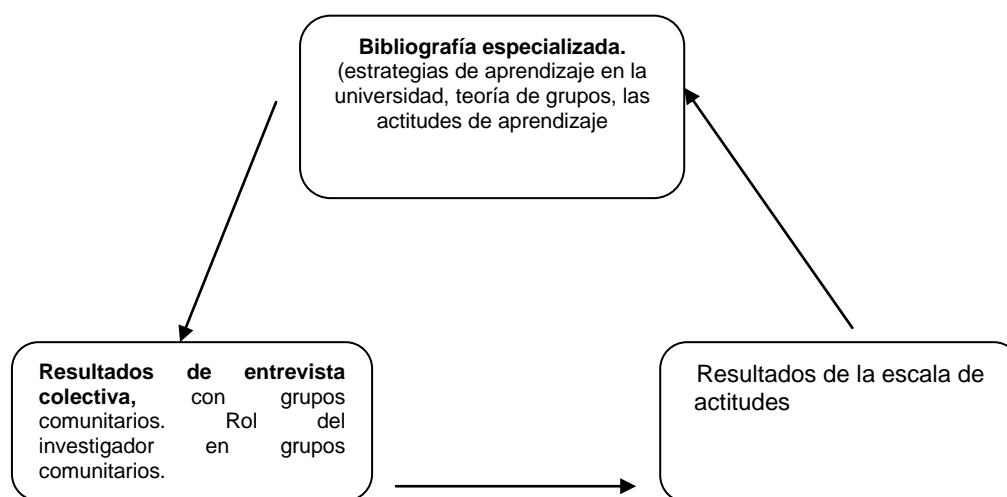 Bibliografía especializada.
(estrategias de aprendizaje en la
universidad, teoría de grupos, las
actitudes de aprendizaje
Resultados de entrevista
colectiva, con grupos
comunitarios. Rol del
investigador en grupos
comunitarios.
Resultados de la escala de
actitudes